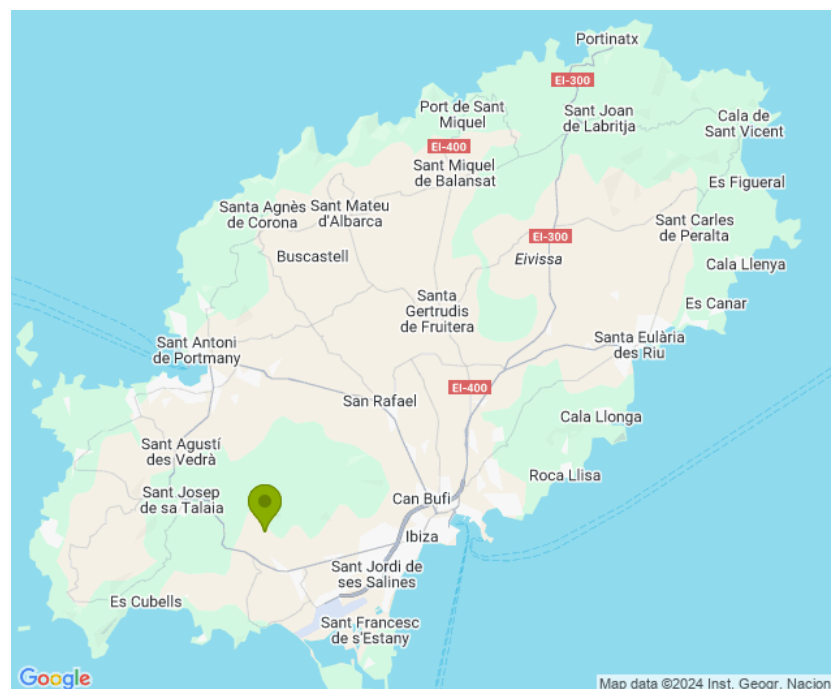 Portinatx
EI-300
Port de Sant
Miquel
Sant Joan
de Labritja
Cala de
Sant Vicent
EI-400
Sant Miquel
de Balansat
Es Figueral
Santa Agnès
de Corona
Sant Mateu
d'Albarca
Sant Carles
de Peralta
EI-300
Buscastell
Eivissa
Cala Llenya
Santa
Gertrudis
de Fruitera
Es Canar
Sant Antoni
de Portmany
Santa Eulària
des Riu
EI-400
San Rafael
Cala Llonga
Sant Agustí
des Vedrà
Roca Llisa
Sant Josep
de sa Talaia
Can Bufi
Ibiza
Sant Jordi de
ses Salines
Es Cubells
Sant Francesc
de s'Estany
Google
Map data ©2024 Inst. Geogr. Nacion